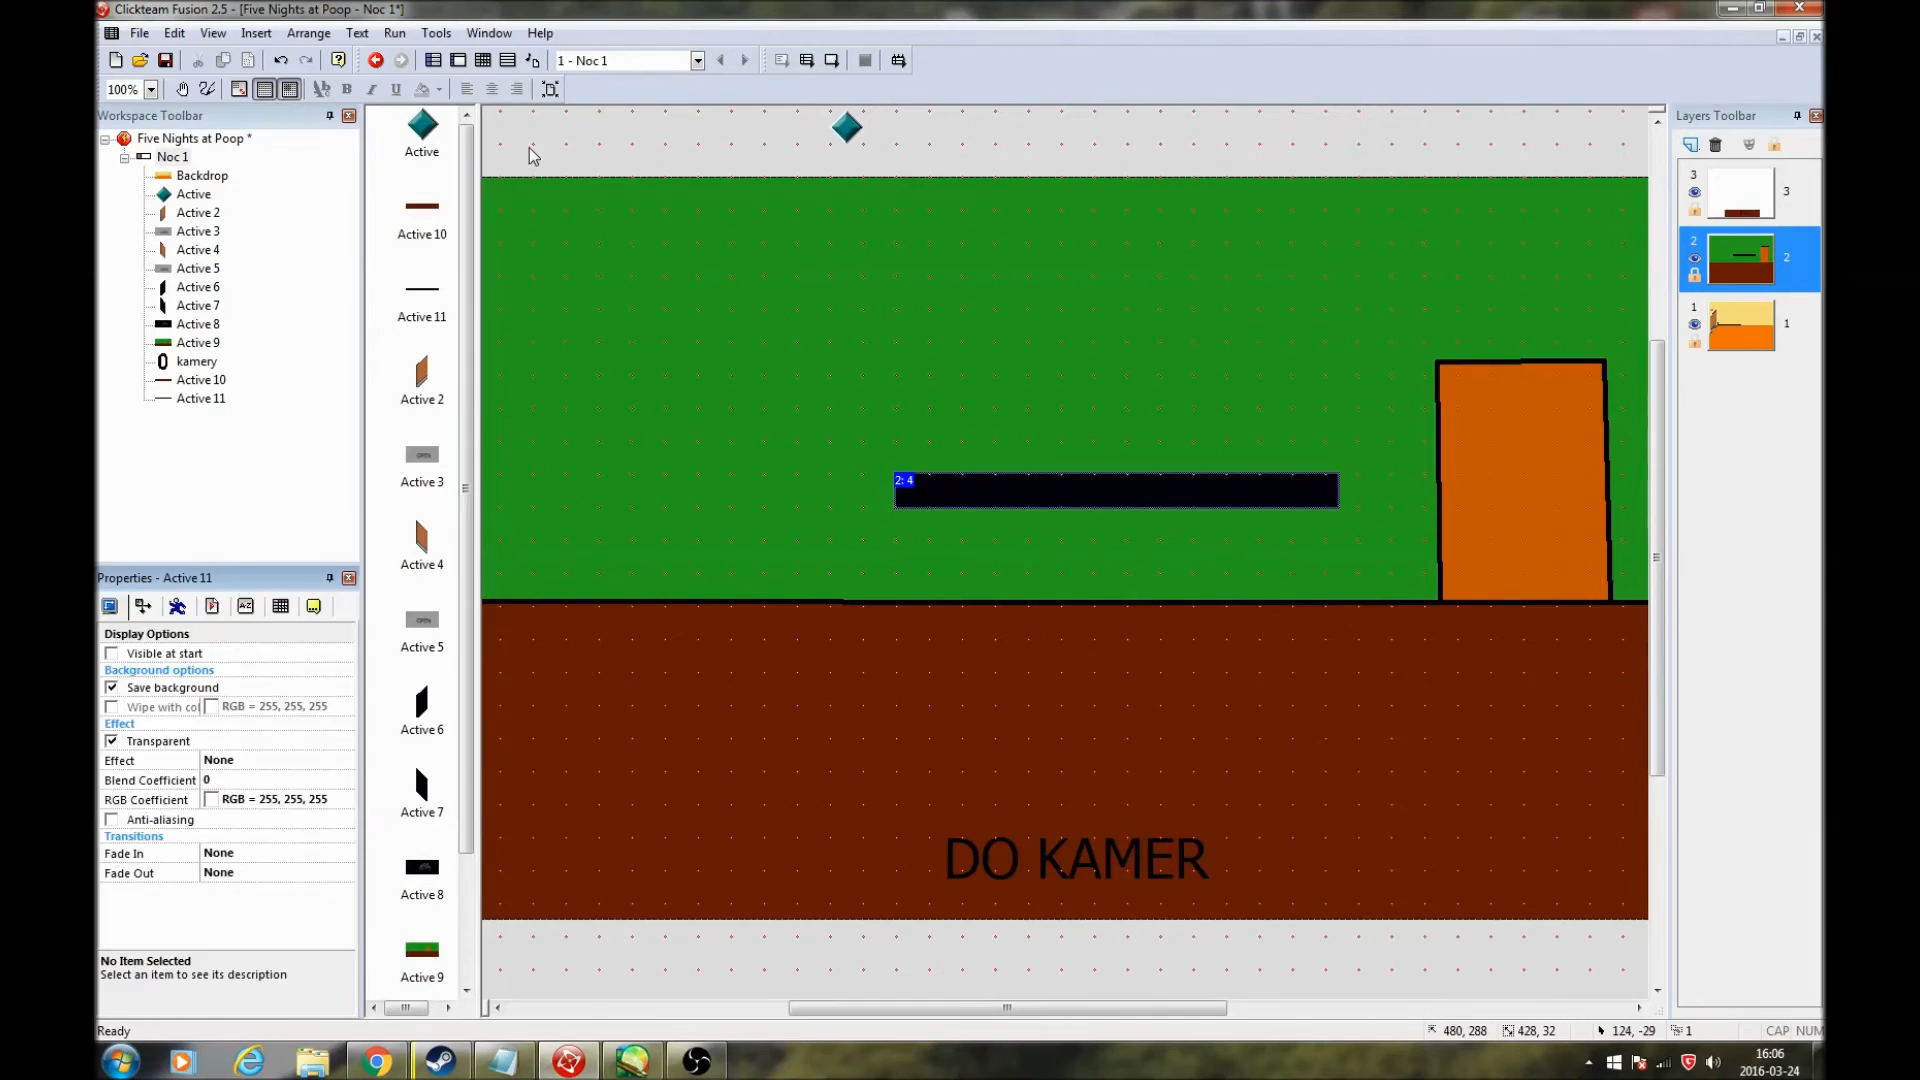 Clickteam Fusion 2.5 - [Five Nights at Poop - Noc 1*]
File Edit View Insert Arrange Text Run Tools Window Help
1 - Noc 1
100%
Workspace Toolbar
Five Nights at Poop *
Noc 1
Backdrop
Active
Active 2
Active 3
Active 4
Active 5
Active 6
Active 7
Active 8
Active 9
kamery
Active 10
Active 11
Properties - Active 11
Display Options
Visible at start
Background options
Save background
Wipe with col RGB = 255, 255, 255
Effect
Transparent
Effect None
Blend Coefficient 0
RGB Coefficient RGB = 255, 255, 255
Anti-aliasing
Transitions
Fade In None
Fade Out None
No Item Selected
Select an item to see its description
Active
Active 10
Active 11
Active 2
OPEN
Active 3
Active 4
OPEN
Active 5
Active 6
Active 7
Active 8
Active 9
2: 4
DO KAMER
Layers Toolbar
3
3
2
2
1
1
Ready
480, 288
428, 32
124, -29
1
CAP NUM
16:06
2016-03-24